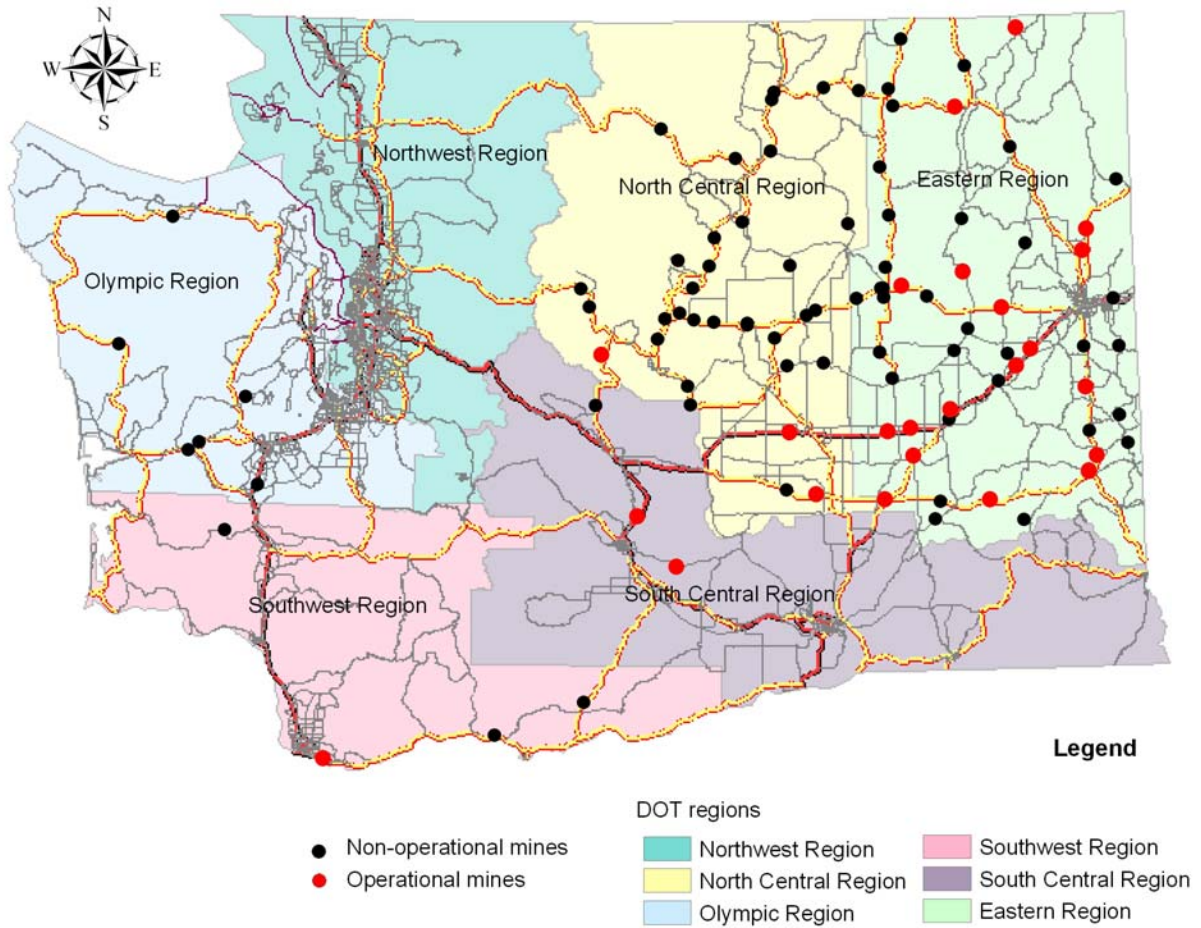 N
W E
S
Northwest Region
North Central Region
Eastern Region
Olympic Region
Southwest Region
South Central Region
Legend
DOT regions
Non-operational mines
Operational mines
Northwest Region
North Central Region
Olympic Region
Southwest Region
South Central Region
Eastern Region